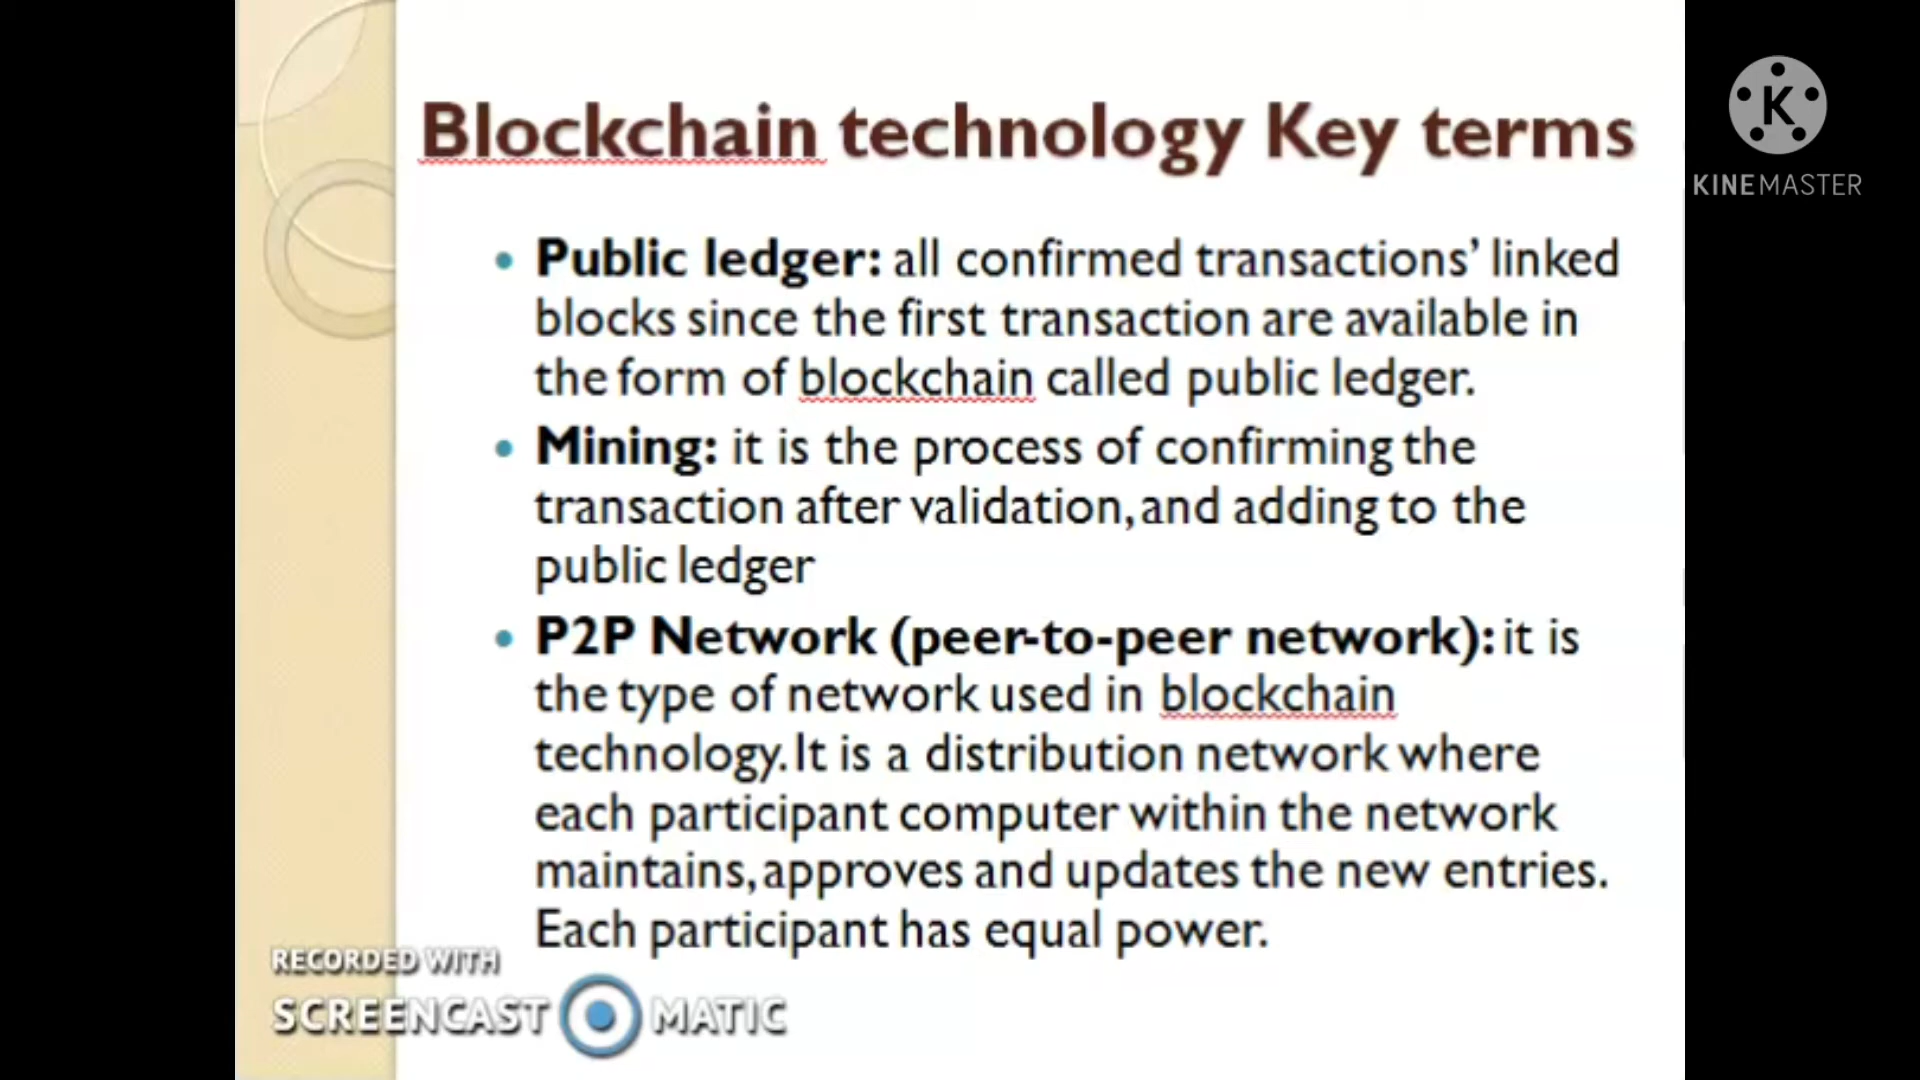 Blockchain technology Key terms
K
KINEMASTER
• Public ledger: all confirmed transactions’ linked
blocks since the first transaction are available in
the form of blockchain called public ledger.
• Mining: it is the process of confirming the
transaction after validation, and adding to the
public ledger
• P2P Network (peer-to-peer network): it is
the type of network used in blockchain
technology. It is a distribution network where
each participant computer within the network
maintains, approves and updates the new entries.
Each participant has equal power.
RECORDED WITH
SCREENCAST MATIC